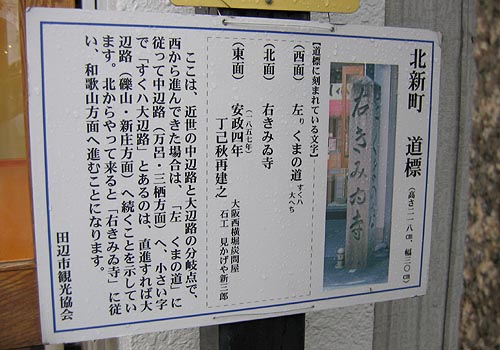 北新町 道標 (高さ二一八㎝、幅三〇㎝)
右きみゐ寺
【道標に刻まれている文字】
(西面) 左り くまの道 すぐハ 大へち
(北面) 右きみゐ寺
(東面) 安政四年
(一八五七年) 丁己秋再建之
大阪西横堀炭問屋
石工 見かげや新三郎
ここは、近世の中辺路と大辺路の分岐点で、
西から進んできた場合は、「左 くまの道」に
従って中辺路(万呂・三栖方面)へ、小さい字
で「すぐハ大辺路」とあるのは、直進すれば大
辺路(礫山・新庄方面)へ続くことを示してい
ます。北からやって来ると「右きみゐ寺」に従
い、和歌山方面へ進むことになります。
田辺市観光協会